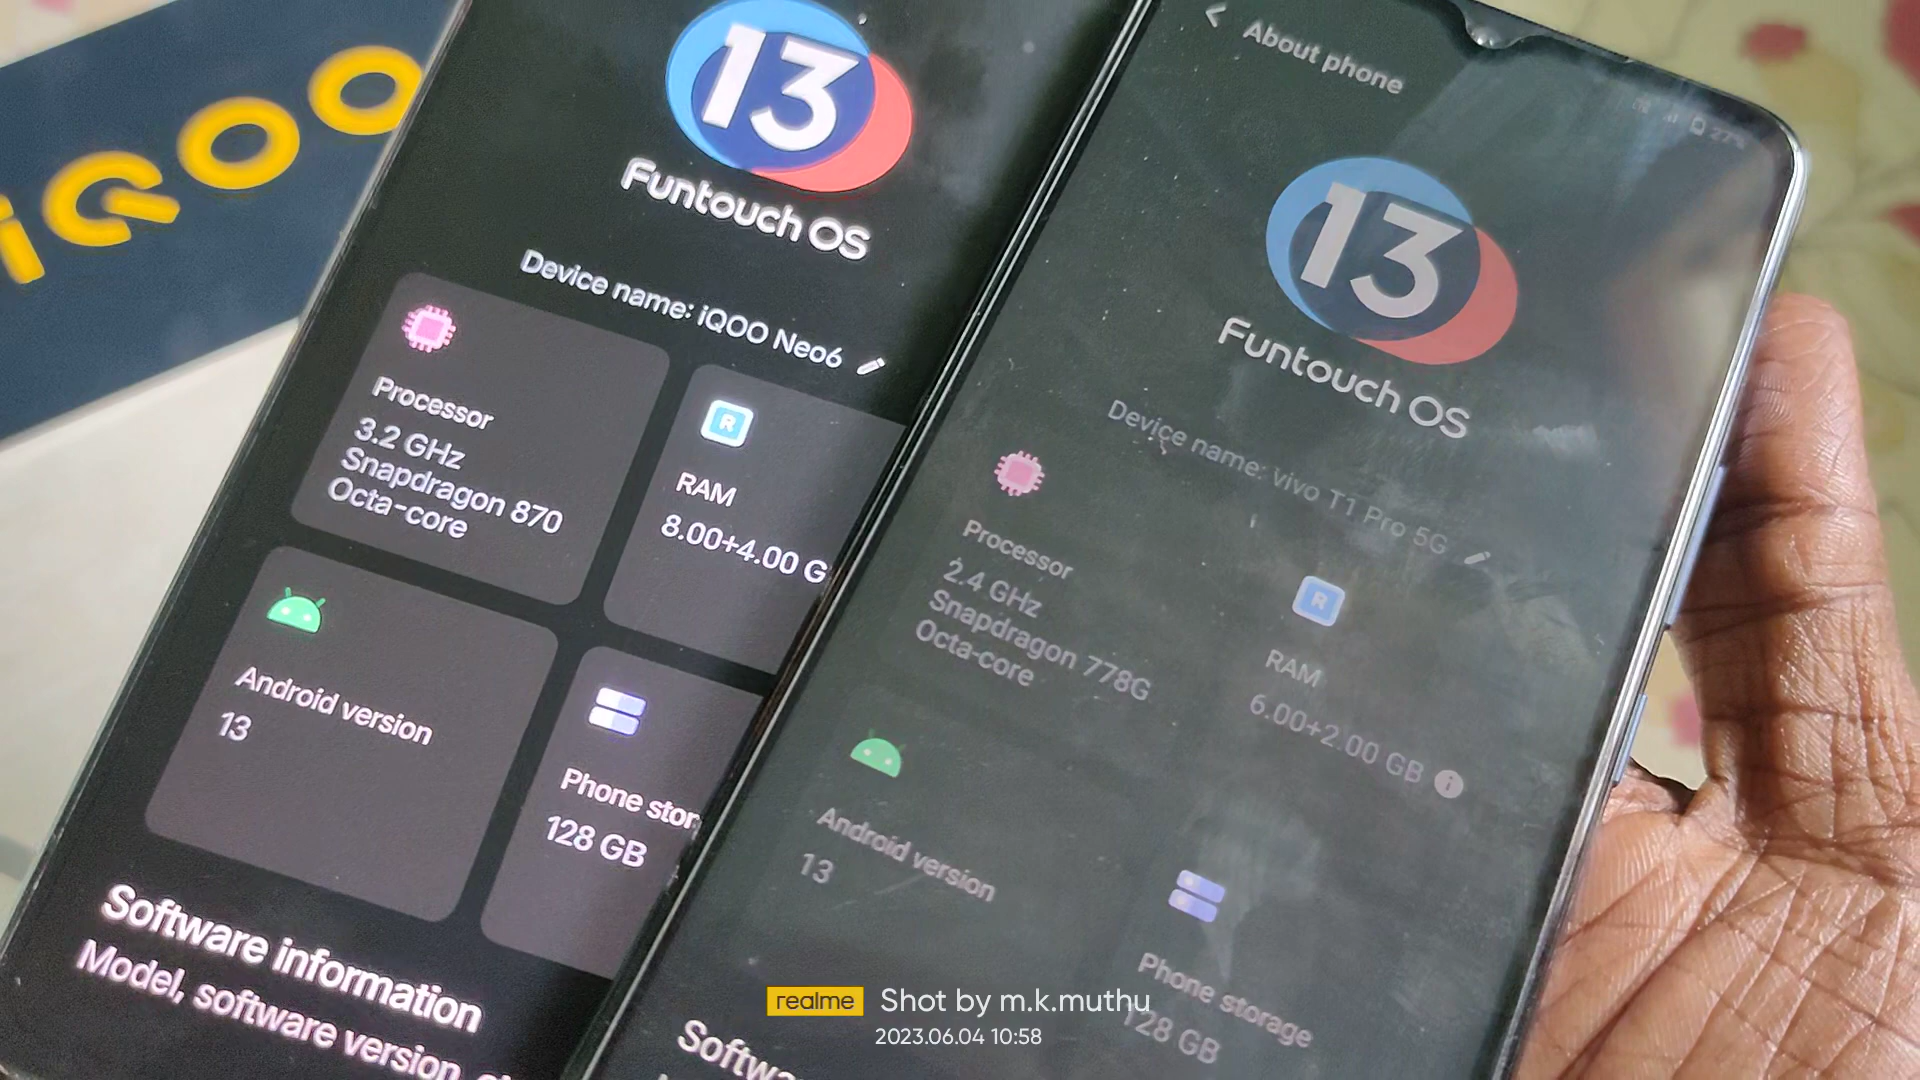 iQOO
13
Funtouch OS
Device name: iQOO Neo6
Processor
3.2 GHz
Snapdragon 870
Octa-core
RAM
8.00+4.00 G
Android version
13
Phone stor
128 GB
Software information
Model, software version,
About phone
27%
13
Funtouch OS
Device name: vivo T1 Pro 5G
Processor
2.4 GHz
Snapdragon 778G
Octa-core
R
RAM
6.00+2.00 GB
Android version
13
Phone storage
128 GB
Softwa
realme Shot by m.k.muthu
2023.06.04 10:58